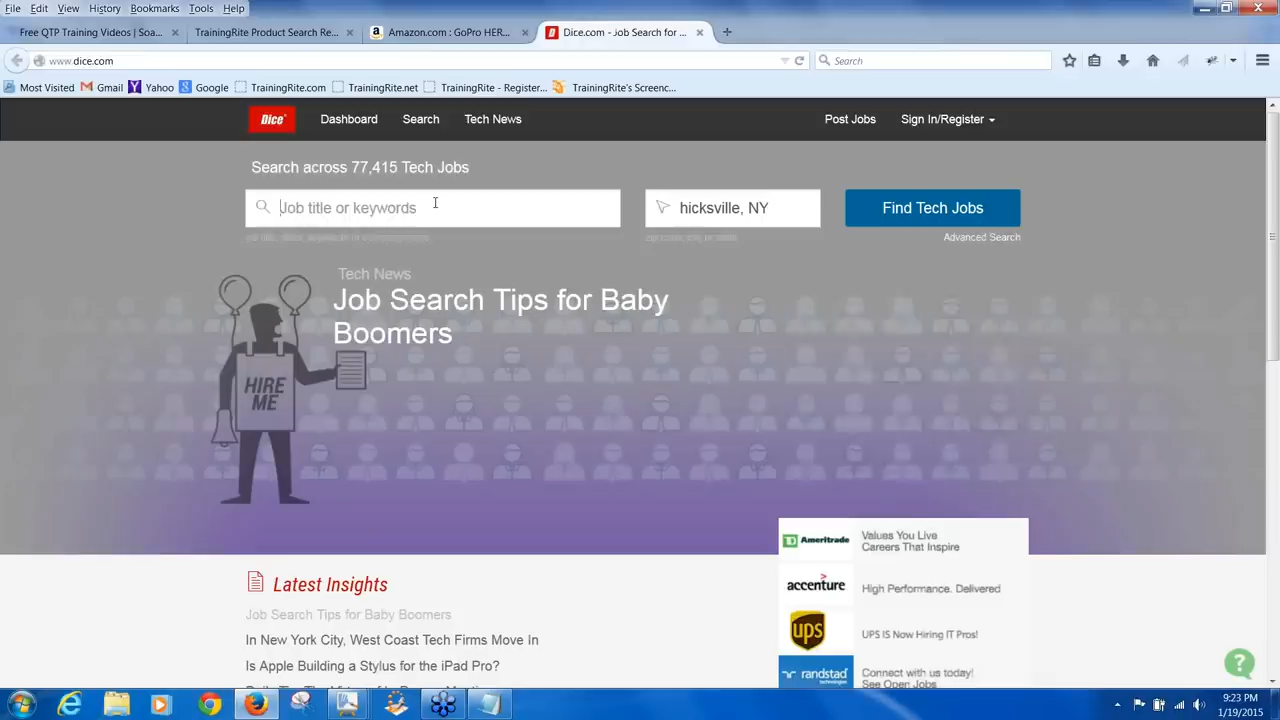 File Edit View History Bookmarks Tools Help
Free QTP Training Videos | Soa...
TrainingRite Product Search Re...
Amazon.com : GoPro HER...
Dice.com - Job Search for ...
www.dice.com
Search
Most Visited Gmail Yahoo Google TrainingRite.com TrainingRite.net TrainingRite - Register... TrainingRite's Screenc...
Dice Dashboard Search Tech News Post Jobs Sign In/Register
Search across 77,415 Tech Jobs
Job title or keywords
hicksville, NY
Find Tech Jobs
Advanced Search
Tech News
Job Search Tips for Baby
Boomers
HIRE
ME
Ameritrade
Values You Live
Careers That Inspire
accenture
High Performance. Delivered
ups
UPS IS Now Hiring IT Pros!
randstad
technologies
Connect with us today!
See Open Jobs
Latest Insights
Job Search Tips for Baby Boomers
In New York City, West Coast Tech Firms Move In
Is Apple Building a Stylus for the iPad Pro?
9:23 PM
1/19/2015